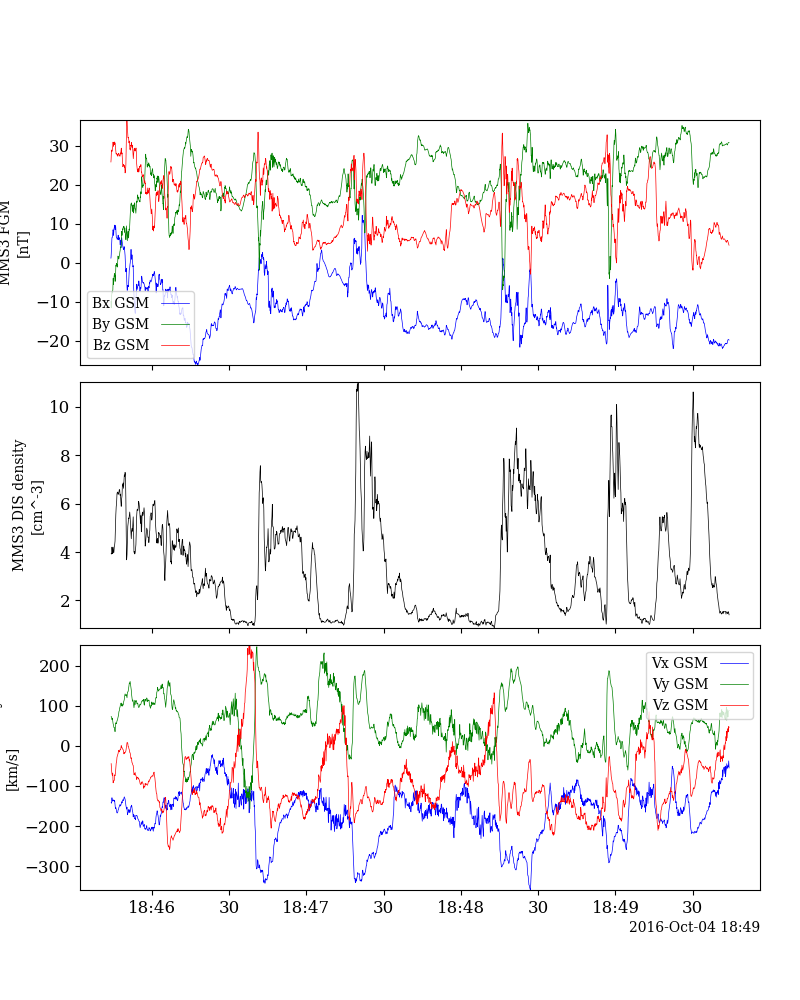 30
20
10
0
−10
−20
MMS3 FGM
[nT]
Bx GSM
By GSM
Bz GSM
10
8
6
4
2
MMS3 DIS density
[cm^-3]
200
100
0
−100
−200
−300
[km/s]
Vx GSM
Vy GSM
Vz GSM
18:46 30 18:47 30 18:48 30 18:49 30
2016-Oct-04 18:49